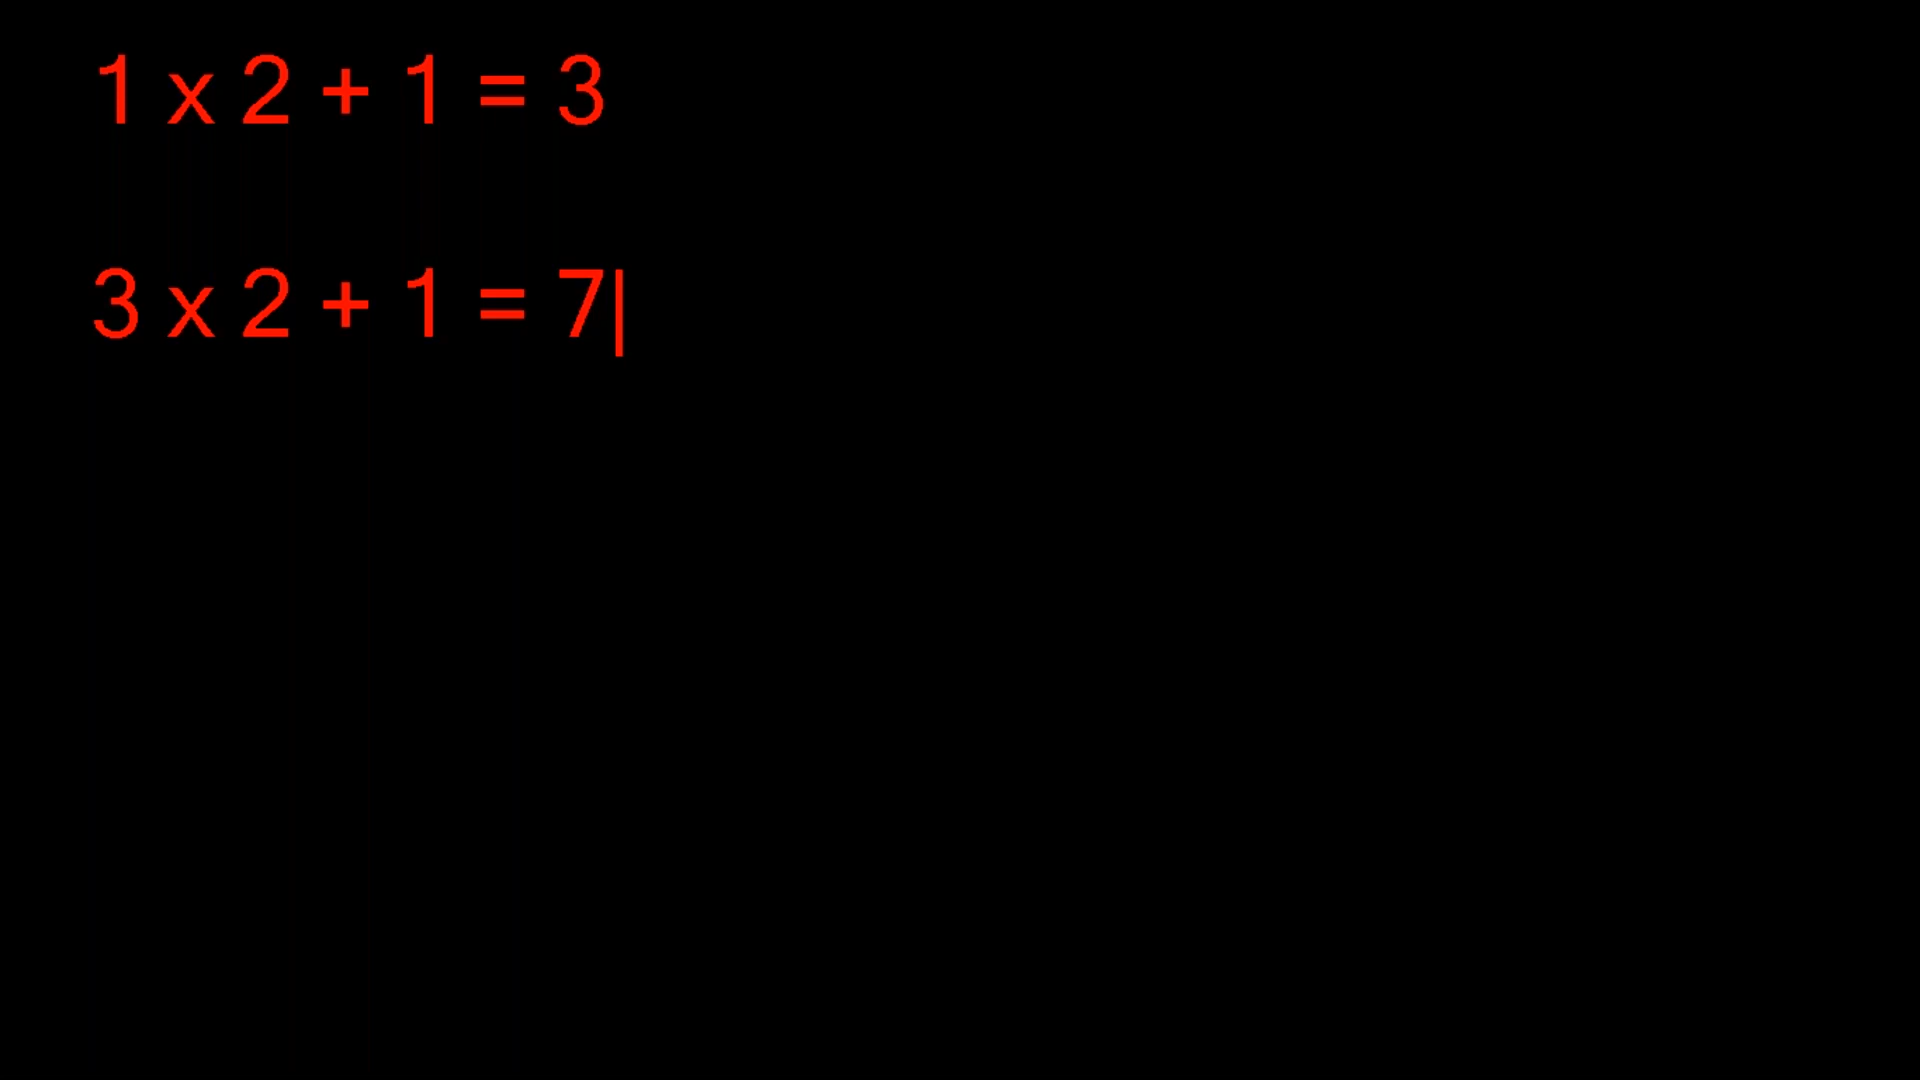 1 x 2 + 1 = 3
3 x 2 + 1 = 7|